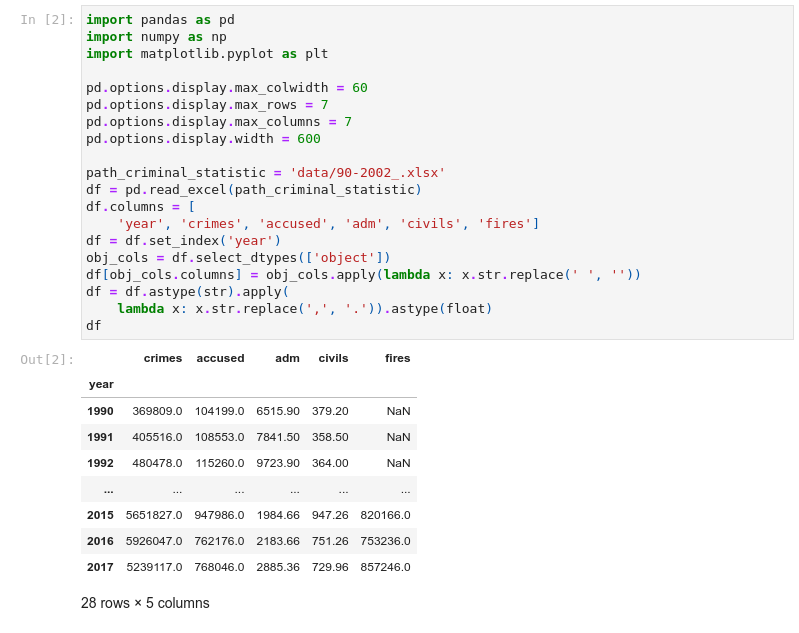 In [2]:
import pandas as pd
import numpy as np
import matplotlib.pyplot as plt

pd.options.display.max_colwidth = 60
pd.options.display.max_rows = 7
pd.options.display.max_columns = 7
pd.options.display.width = 600

path_criminal_statistic = 'data/90-2002_.xlsx'
df = pd.read_excel(path_criminal_statistic)
df.columns = [
    'year', 'crimes', 'accused', 'adm', 'civils', 'fires']
df = df.set_index('year')
obj_cols = df.select_dtypes(['object'])
df[obj_cols.columns] = obj_cols.apply(lambda x: x.str.replace(' ', ''))
df = df.astype(str).apply(
    lambda x: x.str.replace(',', '.')).astype(float)
df
Out[2]:
crimes accused adm civils fires
year
1990 369809.0 104199.0 6515.90 379.20 NaN
1991 405516.0 108553.0 7841.50 358.50 NaN
1992 480478.0 115260.0 9723.90 364.00 NaN
... ... ... ... ... ...
2015 5651827.0 947986.0 1984.66 947.26 820166.0
2016 5926047.0 762176.0 2183.66 751.26 753236.0
2017 5239117.0 768046.0 2885.36 729.96 857246.0
28 rows × 5 columns